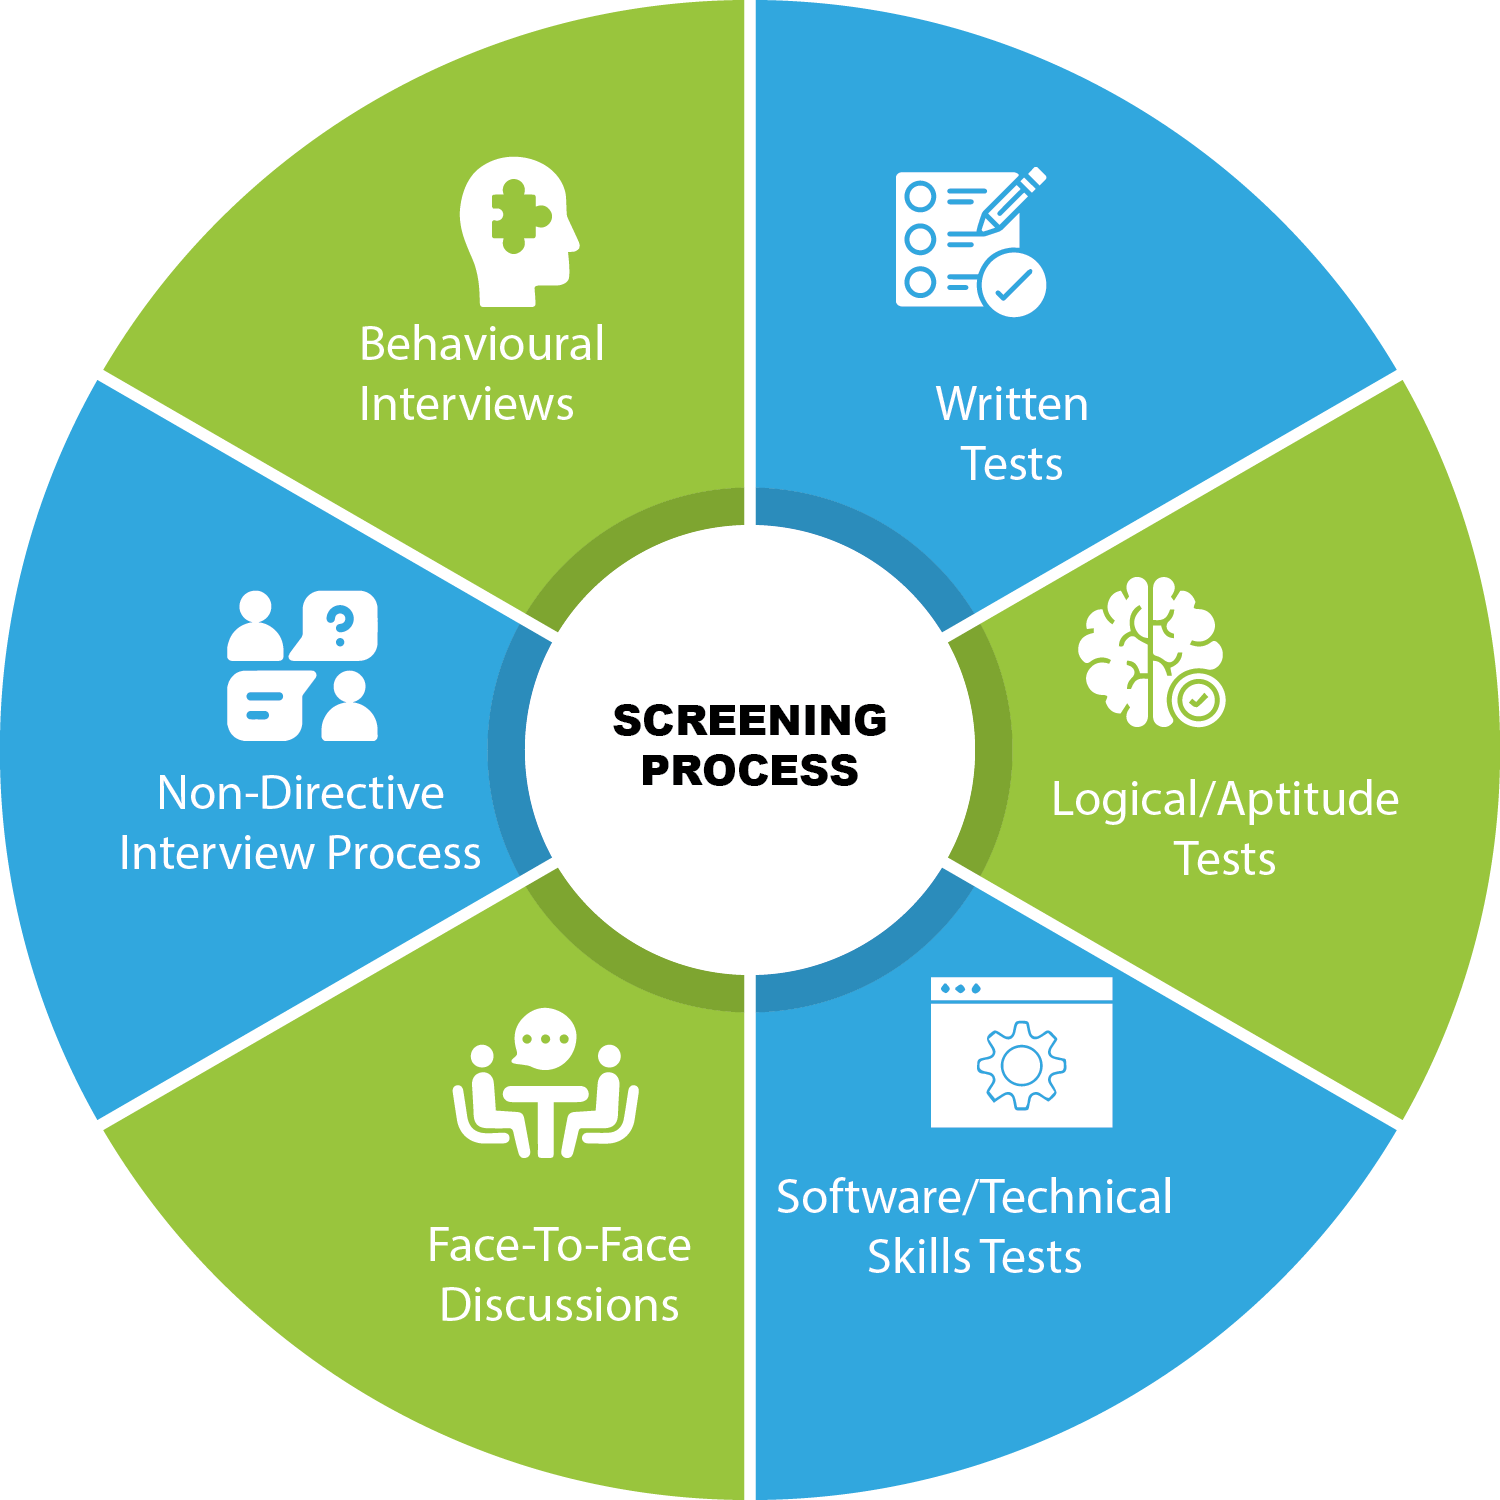 Behavioural
Interviews
Written
Tests
Non-Directive
Interview Process
SCREENING
PROCESS
Logical/Aptitude
Tests
Face-To-Face
Discussions
Software/Technical
Skills Tests